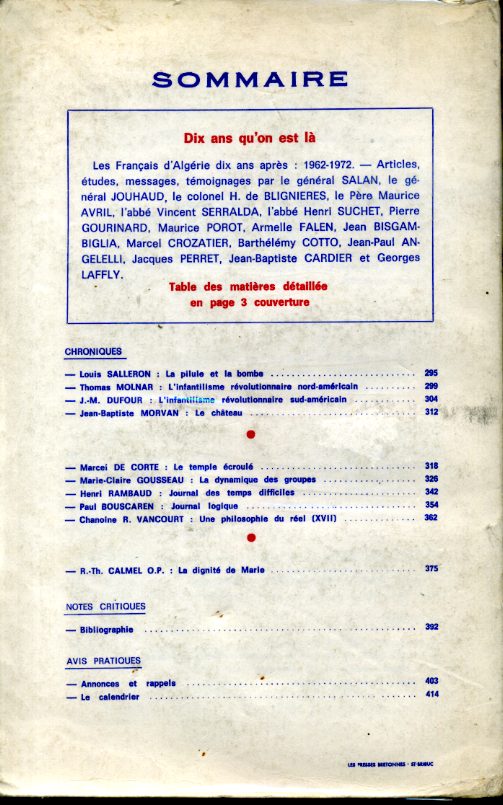 SOMMAIRE
Dix ans qu'on est là
Les Français d'Algérie dix ans après : 1962-1972. — Articles,
études, messages, témoignages par le général SALAN, le gé-
néral JOUHAUD, le colonel H. de BLIGNIERES, le Père Maurice
AVRIL, l'abbé Vincent SERRALDA, l'abbé Henri SUCHET, Pierre
GOURINARD, Maurice POROT, Armelle FALEN, Jean BISGAM-
BIGLIA, Marcel CROZATIER, Barthélémy COTTO, Jean-Paul AN-
GELELLI, Jacques PERRET, Jean-Baptiste CARDIER et Georges
LAFFLY.
Table des matières détaillée
en page 3 couverture
CHRONIQUES
— Louis SALLERON : La pilule et la bombe 295
— Thomas MOLNAR : L'infantilisme révolutionnaire nord-américain 299
— J.-M. DUFOUR : L'infantilisme révolutionnaire sud-américain 304
— Jean-Baptiste MORVAN : Le château 312
— Marcel DE CORTE : Le temple écroulé 318
— Marie-Claire GOUSSEAU : La dynamique des groupes 326
— Henri RAMBAUD : Journal des temps difficiles 342
— Paul BOUSCAREN : Journal logique 354
— Chanoine R. VANCOURT : Une philosophie du réel (XVII) 362
— R.-Th. CALMEL O.P. : La dignité de Marie 375
NOTES CRITIQUES
— Bibliographie 392
AVIS PRATIQUES
— Annonces et rappels 403
— Le calendrier 414
LES PRESSES BRETONNES - ST-BRIEUC